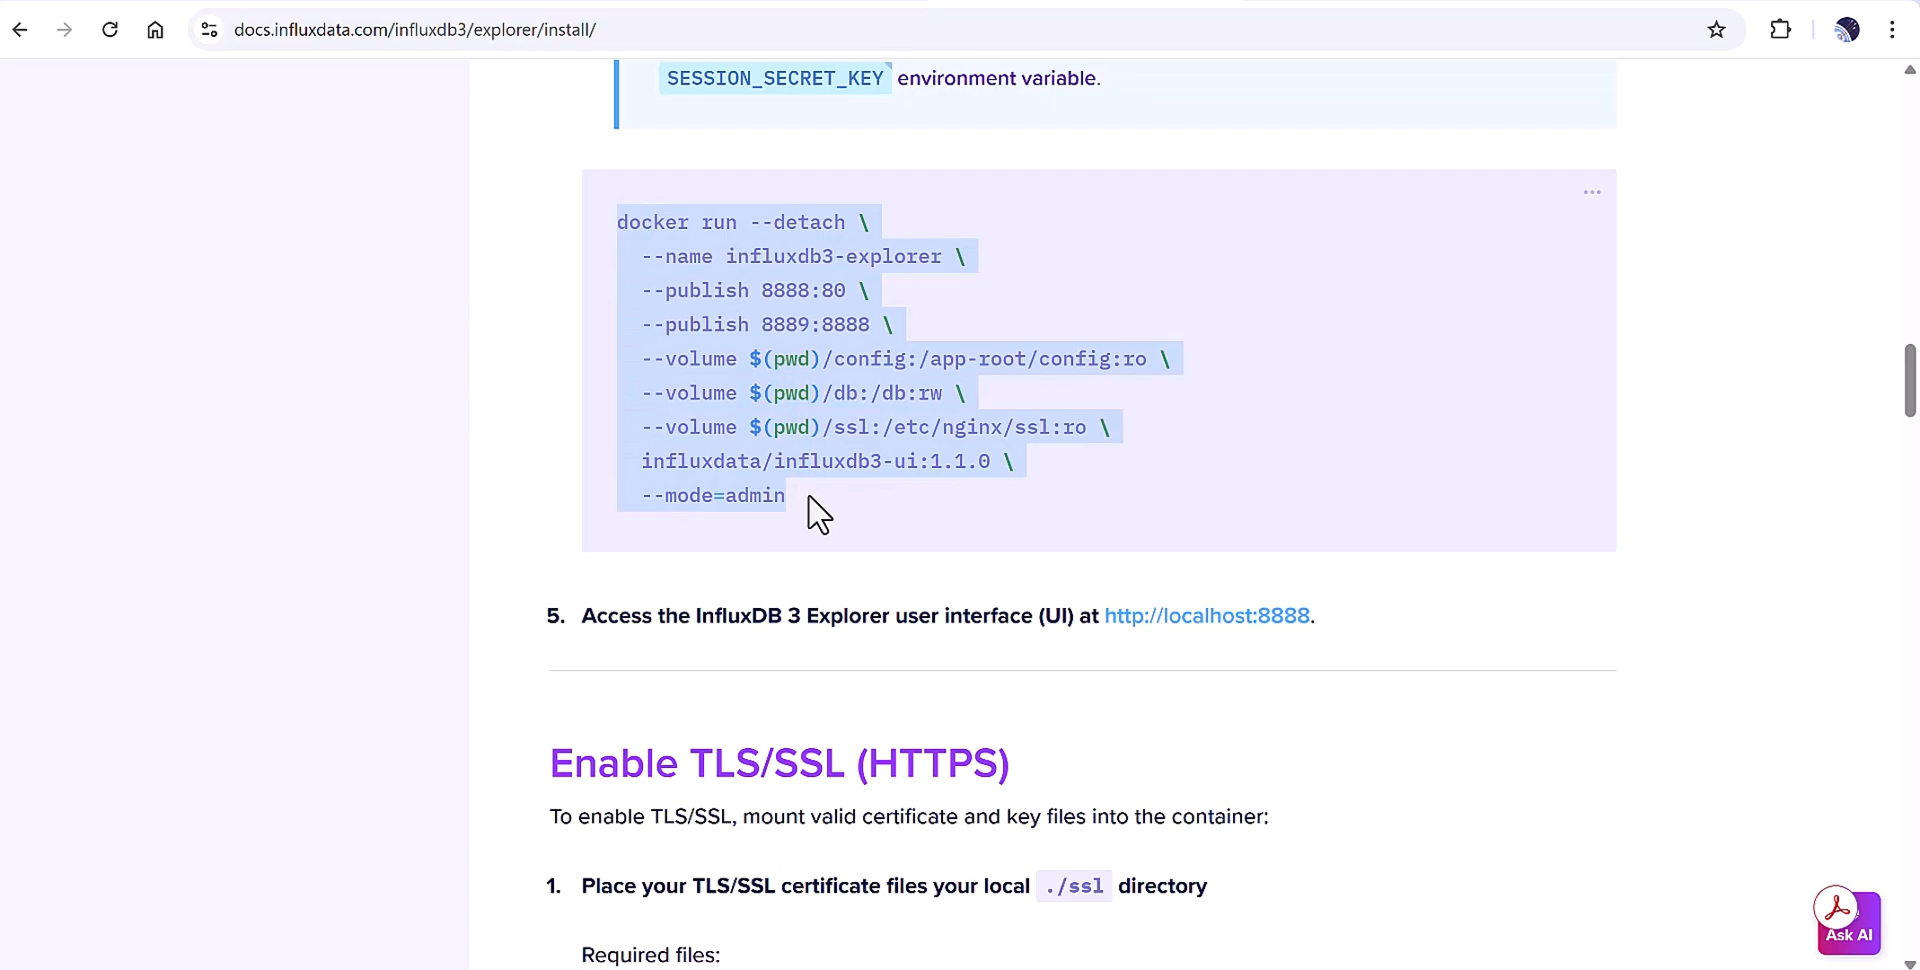 docs.influxdata.com/influxdb3/explorer/install/
SESSION_SECRET_KEY environment variable.
docker run --detach \
--name influxdb3-explorer \
--publish 8888:80 \
--publish 8889:8888 \
--volume $(pwd)/config:/app-root/config:ro \
--volume $(pwd)/db:/db:rw \
--volume $(pwd)/ssl:/etc/nginx/ssl:ro \
influxdata/influxdb3-ui:1.1.0 \
--mode=admin
5. Access the InfluxDB 3 Explorer user interface (UI) at http://localhost:8888.
Enable TLS/SSL (HTTPS)
To enable TLS/SSL, mount valid certificate and key files into the container:
1. Place your TLS/SSL certificate files your local ./ssl directory
Required files:
Ask AI